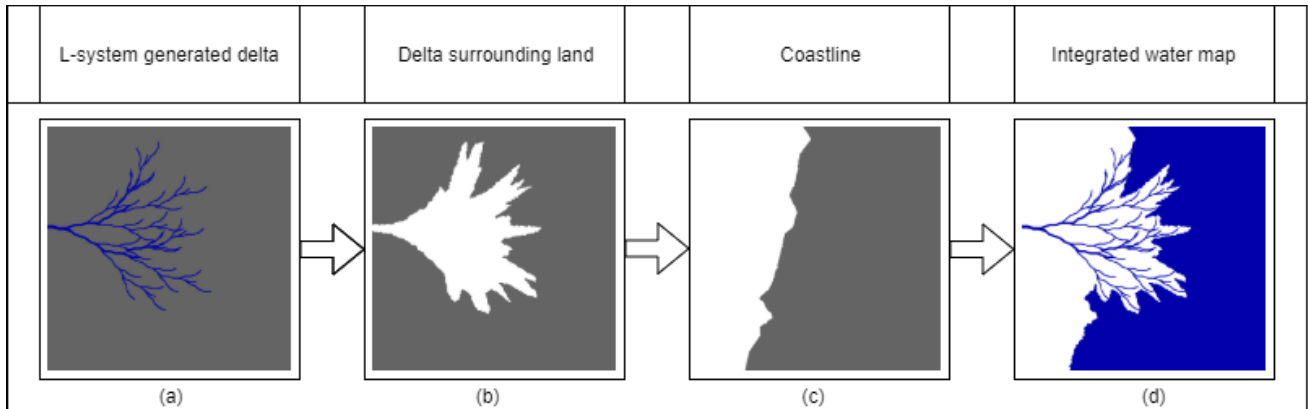 L-system generated delta
Delta surrounding land
Coastline
Integrated water map
(a)
(b)
(c)
(d)